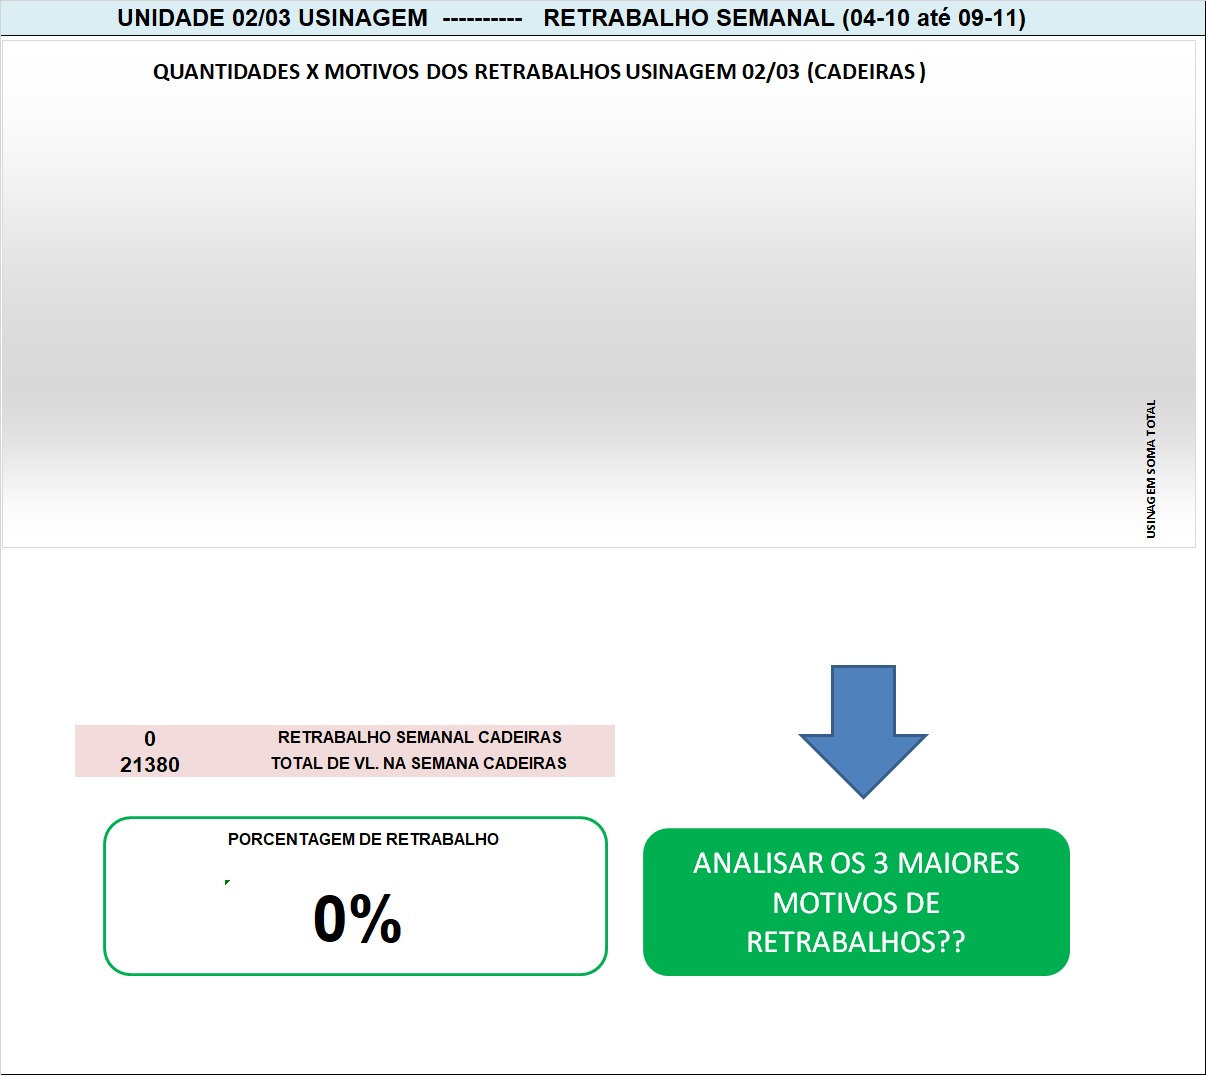 UNIDADE 02/03 USINAGEM ---------- RETRABALHO SEMANAL (04-10 até 09-11)
QUANTIDADES X MOTIVOS DOS RETRABALHOS USINAGEM 02/03 (CADEIRAS )
USINAGEM SOMA TOTAL
0 RETRABALHO SEMANAL CADEIRAS
21380 TOTAL DE VL. NA SEMANA CADEIRAS
PORCENTAGEM DE RETRABALHO
0%
ANALISAR OS 3 MAIORES
MOTIVOS DE
RETRABALHOS??